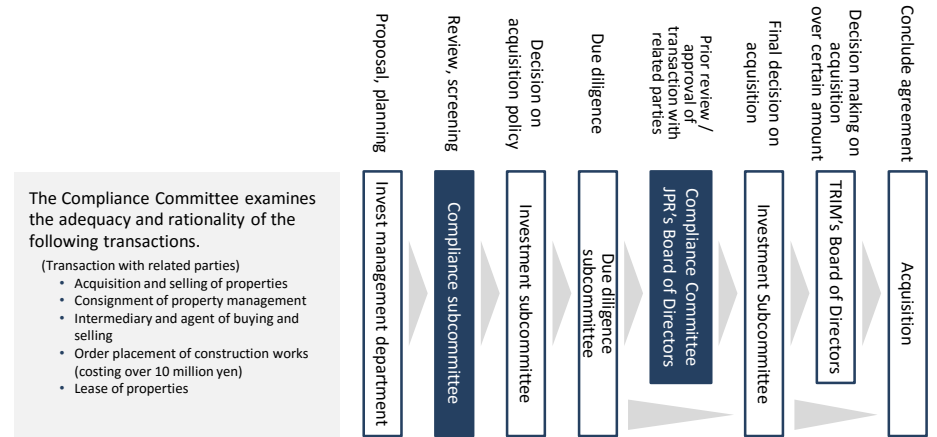 Proposal, planning
Review, screening
Decision on
acquisition policy
Due diligence
Prior review /
approval of
transaction with
related parties
Final decision on
acquisition
Decision making on
acquisition
over certain amount
Conclude agreement
The Compliance Committee examines
the adequacy and rationality of the
following transactions.
(Transaction with related parties)
• Acquisition and selling of properties
• Consignment of property management
• Intermediary and agent of buying and
selling
• Order placement of construction works
(costing over 10 million yen)
• Lease of properties
Invest management department
Compliance subcommittee
Investment subcommittee
Due diligence
subcommittee
Compliance Committee
JPR's Board of Directors
Investment Subcommittee
TRIM's Board of Directors
Acquisition